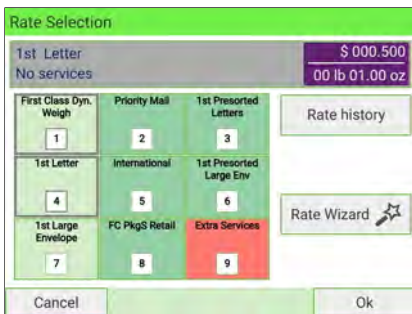 Rate Selection
1st Letter
No services
$ 000.500
00 lb 01.00 oz
First Class Dyn.
Weigh
1
Priority Mail
2
1st Presorted
Letters
3
Rate history
1st Letter
4
International
5
1st Presorted
Large Env
6
Rate Wizard
1st Large
Envelope
7
FC PkgS Retail
8
Extra Services
9
Cancel
Ok